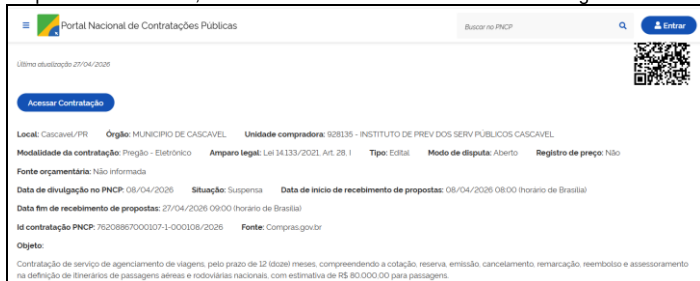 Portal Nacional de Contratações Públicas
Buscar no PNCP
Entrar
Última atualização 27/04/2026
Acessar Contratação
Local: Cascavel/PR Órgão: MUNICIPIO DE CASCAVEL Unidade compradora: 928135 - INSTITUTO DE PREV DOS SERV PÚBLICOS CASCAVEL
Modalidade da contratação: Pregão - Eletrônico Amparo legal: Lei 14.133/2021, Art. 28, I Tipo: Edital Modo de disputa: Aberto Registro de preço: Não
Fonte orçamentária: Não informada
Data de divulgação no PNCP: 08/04/2026 Situação: Suspensa Data de início de recebimento de propostas: 08/04/2026 08:00 (horário de Brasília)
Data fim de recebimento de propostas: 27/04/2026 09:00 (horário de Brasília)
Id contratação PNCP: 76208867000107-1-000108/2026 Fonte: Compras.gov.br
Objeto:
Contratação de serviço de agenciamento de viagens, pelo prazo de 12 (doze) meses, compreendendo a cotação, reserva, emissão, cancelamento, remarcação, reembolso e assessoramento
na definição de itinerários de passagens aéreas e rodoviárias nacionais, com estimativa de R$ 80.000,00 para passagens.